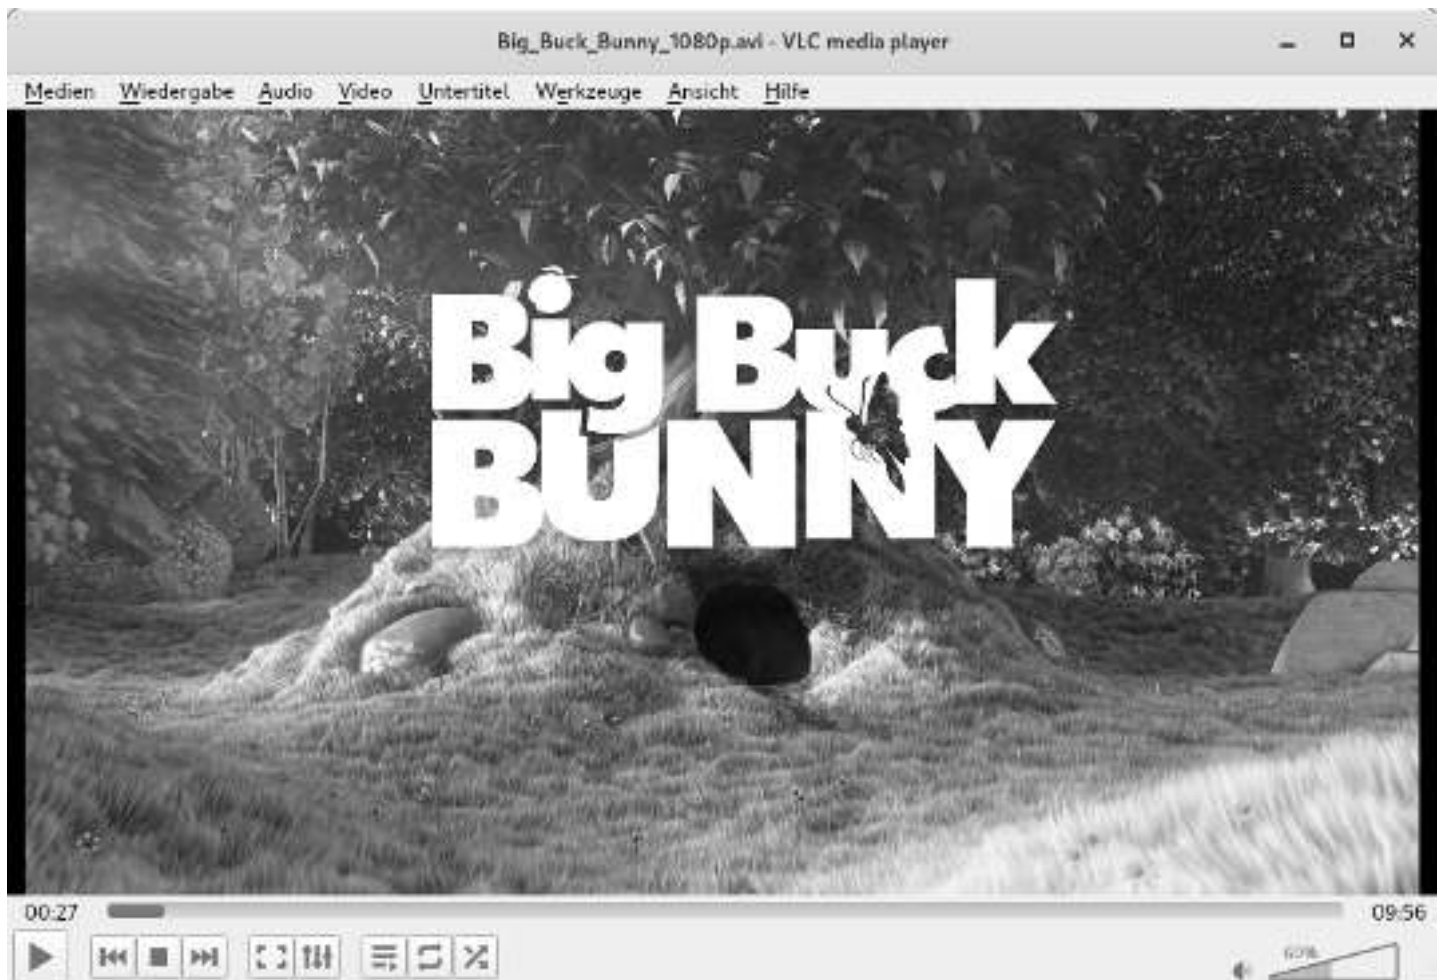 Big_Buck_Bunny_1080p.avi - VLC media player
Medien Wiedergabe Audio Video Untertitel Werkzeuge Ansicht Hilfe
Big Buck
BUNNY
00:27 09:56
60%